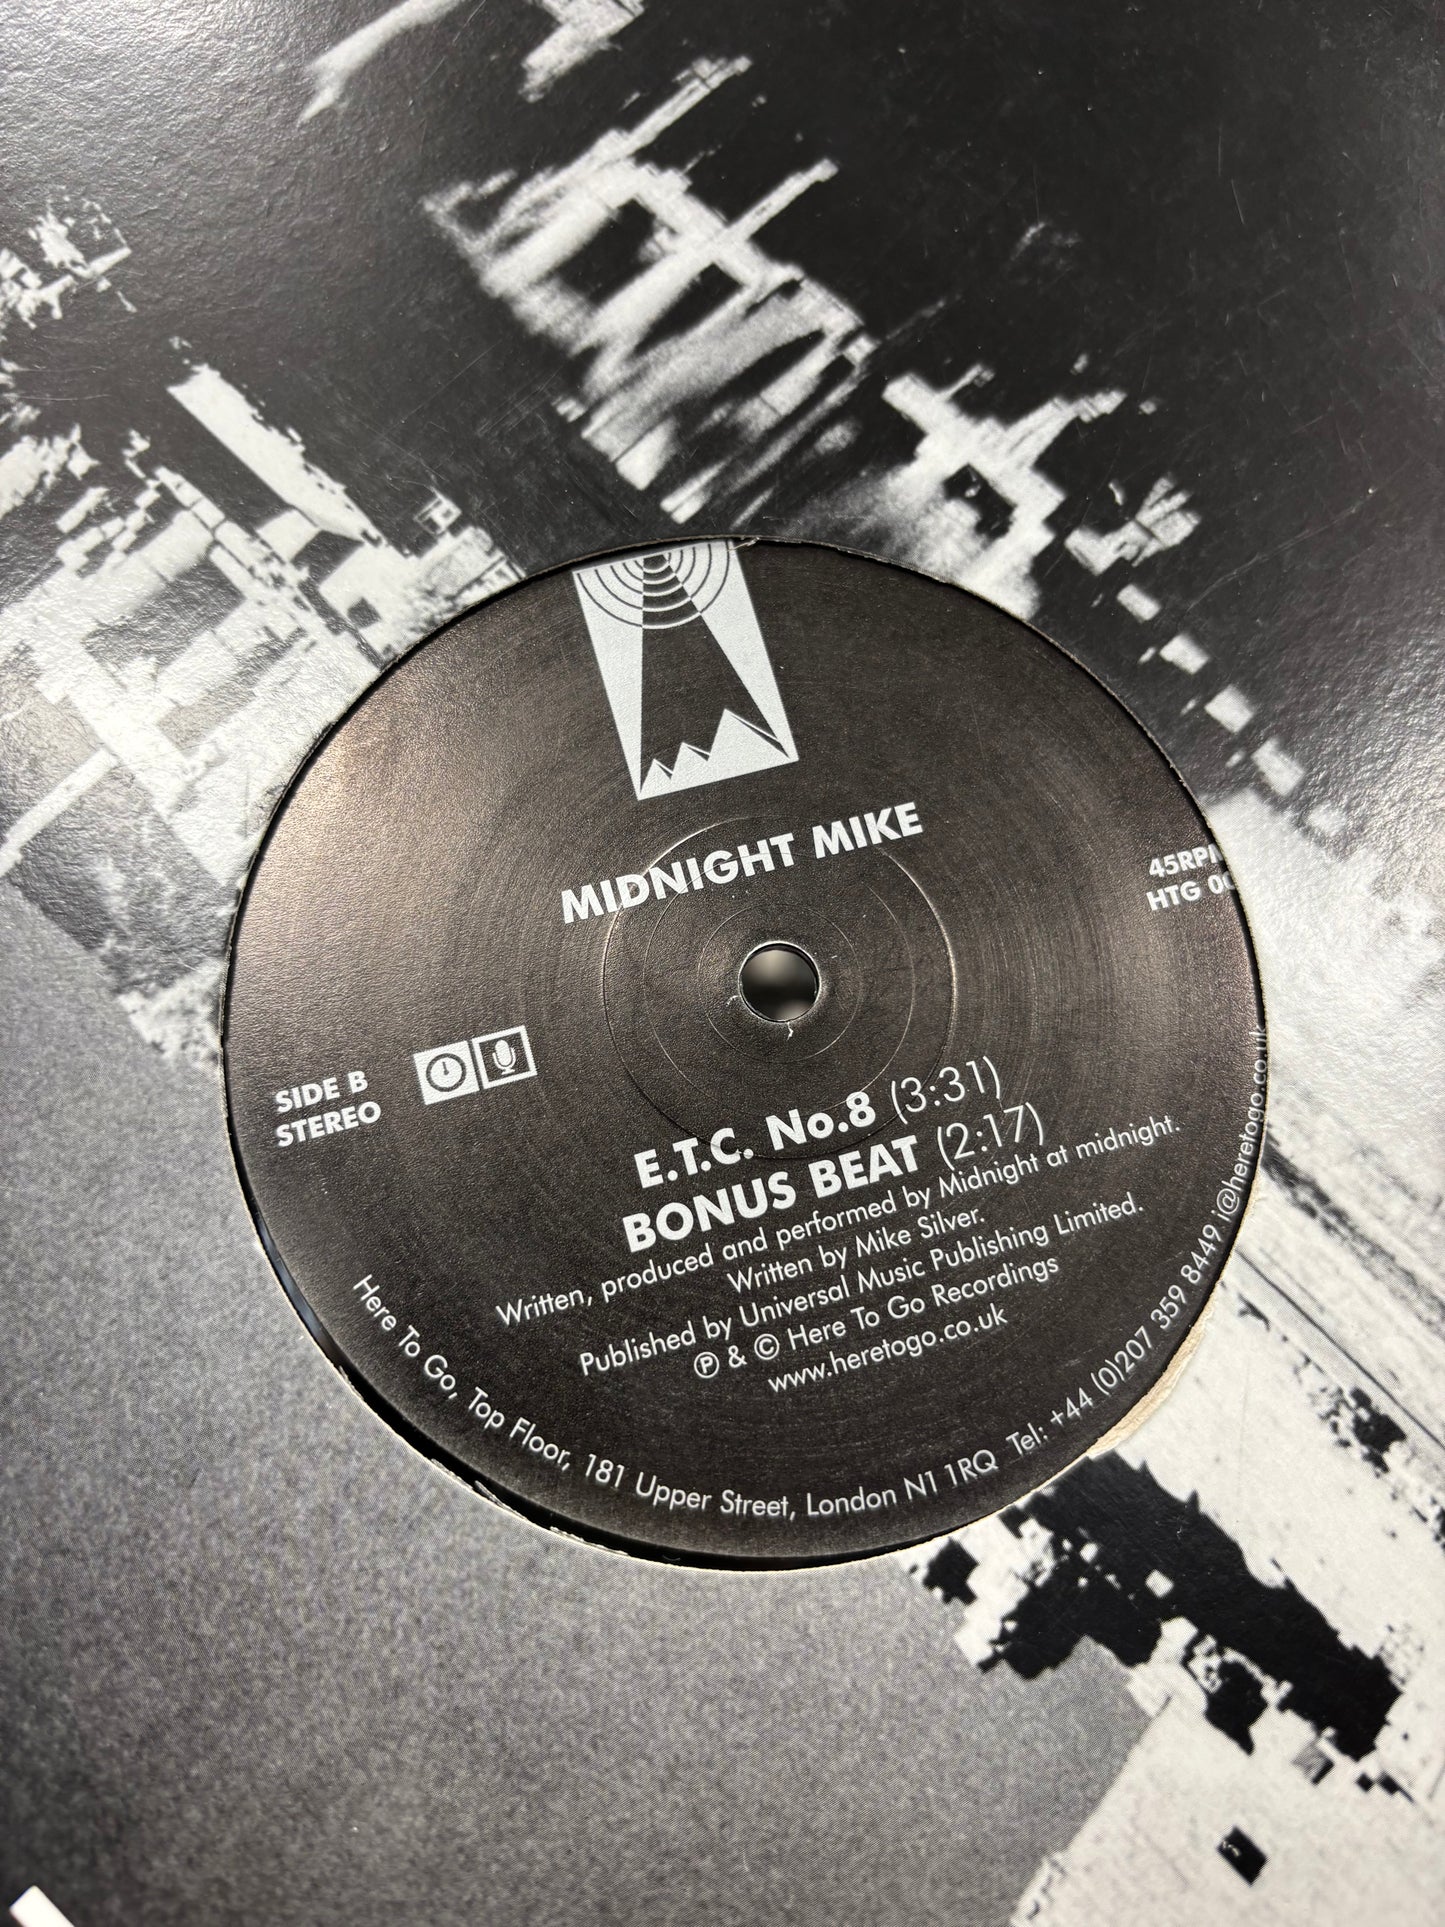 MIDNIGHT MIKE
45RPM
HTG
SIDE B
STEREO
E.T.C. No.8 (3:31)
BONUS BEAT (2:17)
Written, produced and performed by Midnight at midnight.
Written by Mike Silver.
Published by Universal Music Publishing Limited.
℗ & © Here To Go Recordings
www.heretogo.co.uk
Here To Go, Top Floor, 181 Upper Street, London N1 1RQ Tel: +44 (0)207 359 8449 i@heretogo.co.uk